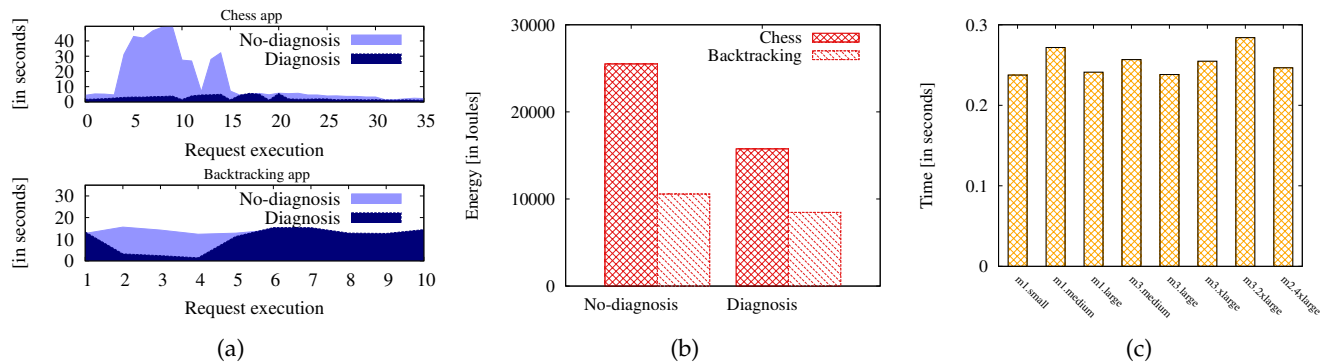 Chess app
[in seconds]
40
30
20
10
0
No-diagnosis
Diagnosis
0 5 10 15 20 25 30 35
Request execution
Backtracking app
[in seconds]
30
20
10
0
No-diagnosis
Diagnosis
1 2 3 4 5 6 7 8 9 10
Request execution
(a)
Energy [in Joules]
30000
20000
10000
0
Chess
Backtracking
No-diagnosis Diagnosis
(b)
Time [in seconds]
0.3
0.2
0.1
0
m1.small
m1.medium
m1.large
m3.medium
m3.large
m3.xlarge
m3.2xlarge
m2.4xlarge
(c)